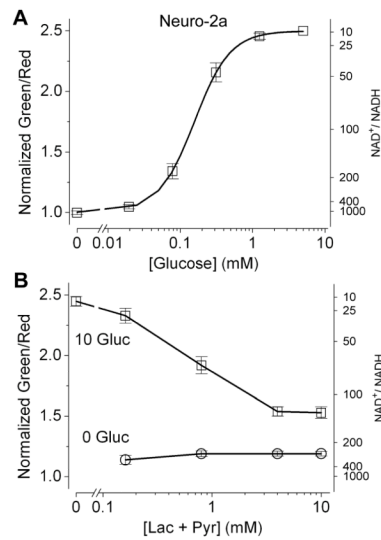 A
Neuro-2a
Normalized Green/Red
2.5
2.0
1.5
1.0
10
25
50
100
200
400
1000
NAD+/ NADH
0
0.01
0.1
1
10
[Glucose] (mM)
B
Normalized Green/Red
2.5
2.0
1.5
1.0
10 Gluc
0 Gluc
10
25
50
100
200
400
1000
NAD+/ NADH
0
0.1
1
10
[Lac + Pyr] (mM)